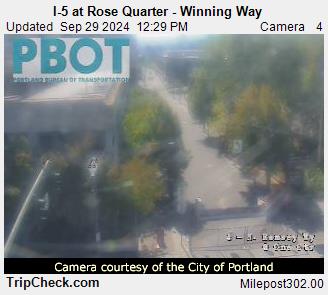 I-5 at Rose Quarter - Winning Way
Updated Sep 29 2024 12:29 PM Camera 4
PBOT
PORTLAND BUREAU OF TRANSPORTATION
Camera courtesy of the City of Portland
TripCheck.com Milepost302.00